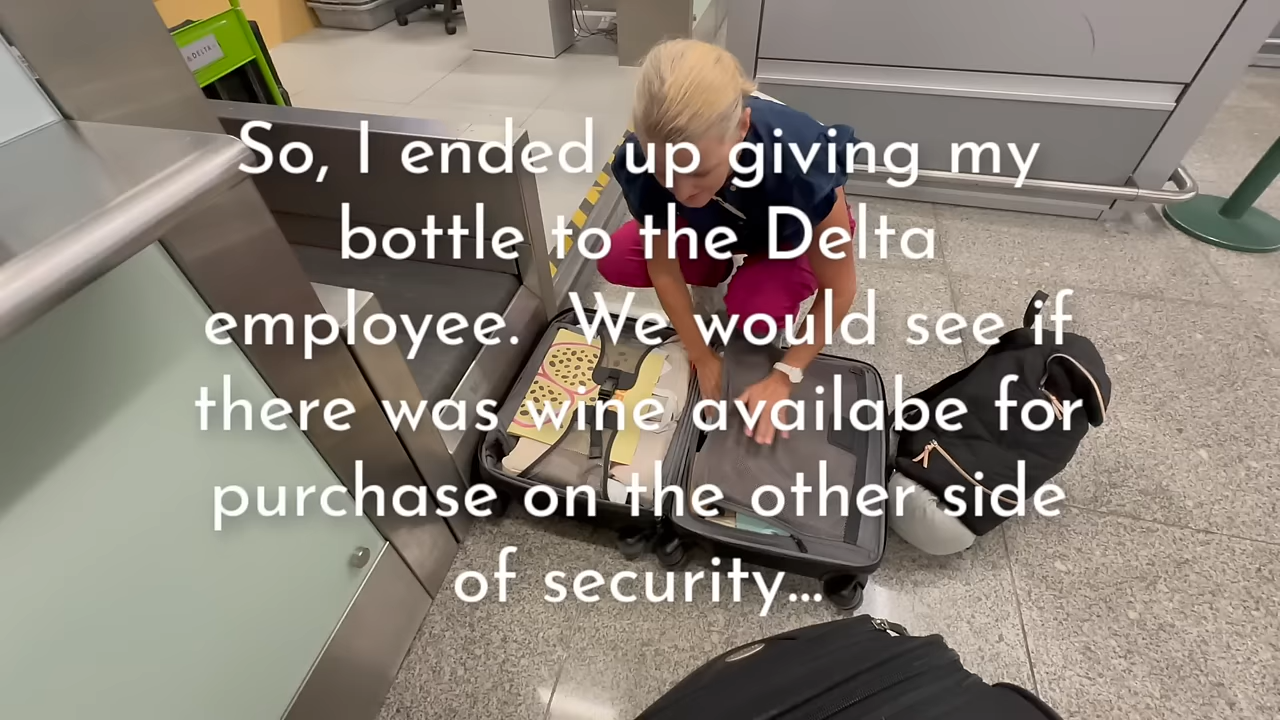 DELTA
So, I ended up giving my
bottle to the Delta
employee.  We would see if
there was wine availabe for
purchase on the other side
of security...